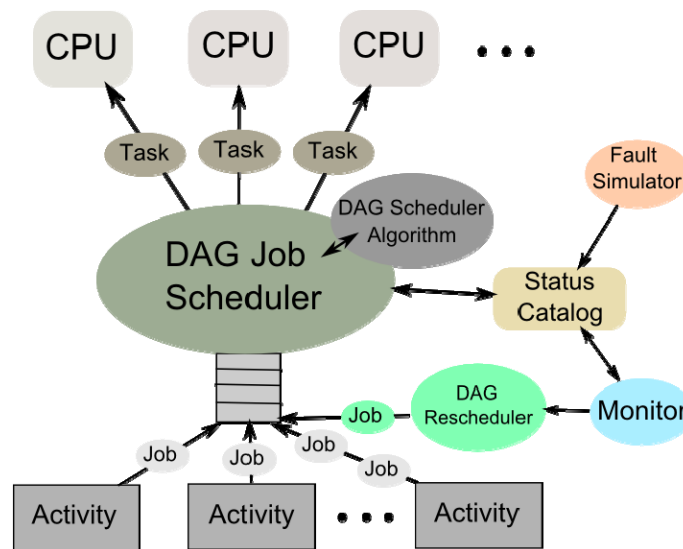 CPU
CPU
CPU
Task
Task
Task
Fault
Simulator
DAG Scheduler
Algorithm
DAG Job
Scheduler
Status
Catalog
DAG
Rescheduler
Monitor
Job
Job
Job
Job
Job
Activity
Activity
Activity